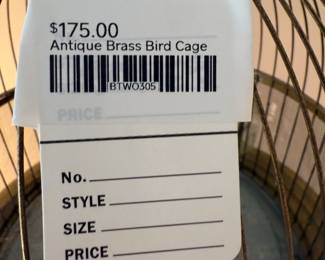 $175.00
Antique Brass Bird Cage
BTWO305
PRICE
No.
STYLE
SIZE
PRICE